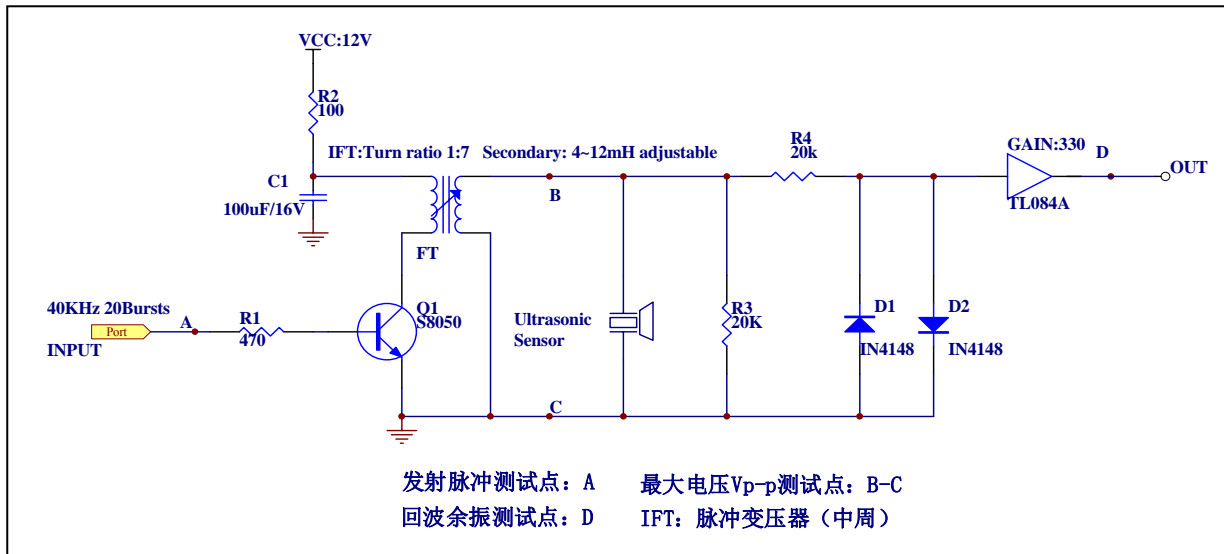 VCC:12V
R2
100
IFT:Turn ratio 1:7 Secondary: 4~12mH adjustable
R4
20k
GAIN:330
D
OUT
TL084A
C1
100uF/16V
B
FT
40KHz 20Bursts
Port
A
INPUT
R1
470
Q1
S8050
Ultrasonic
Sensor
R3
20K
D1
IN4148
D2
IN4148
C
发射脉冲测试点：A 最大电压Vp-p测试点：B-C
回波余振测试点：D IFT：脉冲变压器（中周）